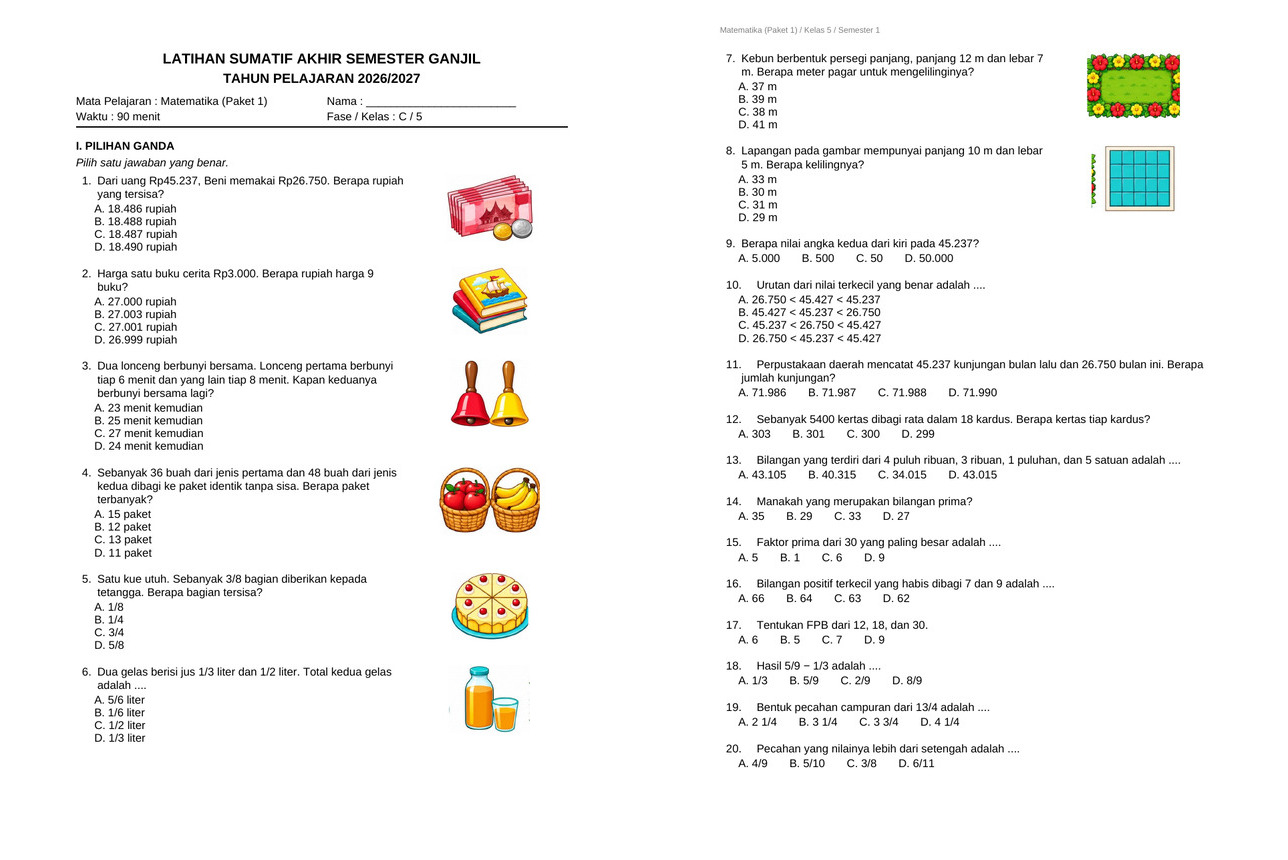 LATIHAN SUMATIF AKHIR SEMESTER GANJIL
TAHUN PELAJARAN 2026/2027
Mata Pelajaran : Matematika (Paket 1)
Nama : _________________________
Waktu : 90 menit
Fase / Kelas : C / 5
I. PILIHAN GANDA
Pilih satu jawaban yang benar.
1. Dari uang Rp45.237, Beni memakai Rp26.750. Berapa rupiah
yang tersisa?
A. 18.486 rupiah
B. 18.488 rupiah
C. 18.487 rupiah
D. 18.490 rupiah
2. Harga satu buku cerita Rp3.000. Berapa rupiah harga 9
buku?
A. 27.000 rupiah
B. 27.003 rupiah
C. 27.001 rupiah
D. 26.999 rupiah
3. Dua lonceng berbunyi bersama. Lonceng pertama berbunyi
tiap 6 menit dan yang lain tiap 8 menit. Kapan keduanya
berbunyi bersama lagi?
A. 23 menit kemudian
B. 25 menit kemudian
C. 27 menit kemudian
D. 24 menit kemudian
4. Sebanyak 36 buah dari jenis pertama dan 48 buah dari jenis
kedua dibagi ke paket identik tanpa sisa. Berapa paket
terbanyak?
A. 15 paket
B. 12 paket
C. 13 paket
D. 11 paket
5. Satu kue utuh. Sebanyak 3/8 bagian diberikan kepada
tetangga. Berapa bagian tersisa?
A. 1/8
B. 1/4
C. 3/4
D. 5/8
6. Dua gelas berisi jus 1/3 liter dan 1/2 liter. Total kedua gelas
adalah ....
A. 5/6 liter
B. 1/6 liter
C. 1/2 liter
D. 1/3 liter
Matematika (Paket 1) / Kelas 5 / Semester 1
7. Kebun berbentuk persegi panjang, panjang 12 m dan lebar 7
m. Berapa meter pagar untuk mengelilinginya?
A. 37 m
B. 39 m
C. 38 m
D. 41 m
8. Lapangan pada gambar mempunyai panjang 10 m dan lebar
5 m. Berapa kelilingnya?
A. 33 m
B. 30 m
C. 31 m
D. 29 m
9. Berapa nilai angka kedua dari kiri pada 45.237?
A. 5.000 B. 500 C. 50 D. 50.000
10. Urutan dari nilai terkecil yang benar adalah ....
A. 26.750 < 45.427 < 45.237
B. 45.427 < 45.237 < 26.750
C. 45.237 < 26.750 < 45.427
D. 26.750 < 45.237 < 45.427
11. Perpustakaan daerah mencatat 45.237 kunjungan bulan lalu dan 26.750 bulan ini. Berapa
jumlah kunjungan?
A. 71.986 B. 71.987 C. 71.988 D. 71.990
12. Sebanyak 5400 kertas dibagi rata dalam 18 kardus. Berapa kertas tiap kardus?
A. 303 B. 301 C. 300 D. 299
13. Bilangan yang terdiri dari 4 puluh ribuan, 3 ribuan, 1 puluhan, dan 5 satuan adalah ....
A. 43.105 B. 40.315 C. 34.015 D. 43.015
14. Manakah yang merupakan bilangan prima?
A. 35 B. 29 C. 33 D. 27
15. Faktor prima dari 30 yang paling besar adalah ....
A. 5 B. 1 C. 6 D. 9
16. Bilangan positif terkecil yang habis dibagi 7 dan 9 adalah ....
A. 66 B. 64 C. 63 D. 62
17. Tentukan FPB dari 12, 18, dan 30.
A. 6 B. 5 C. 7 D. 9
18. Hasil 5/9 − 1/3 adalah ....
A. 1/3 B. 5/9 C. 2/9 D. 8/9
19. Bentuk pecahan campuran dari 13/4 adalah ....
A. 2 1/4 B. 3 1/4 C. 3 3/4 D. 4 1/4
20. Pecahan yang nilainya lebih dari setengah adalah ....
A. 4/9 B. 5/10 C. 3/8 D. 6/11